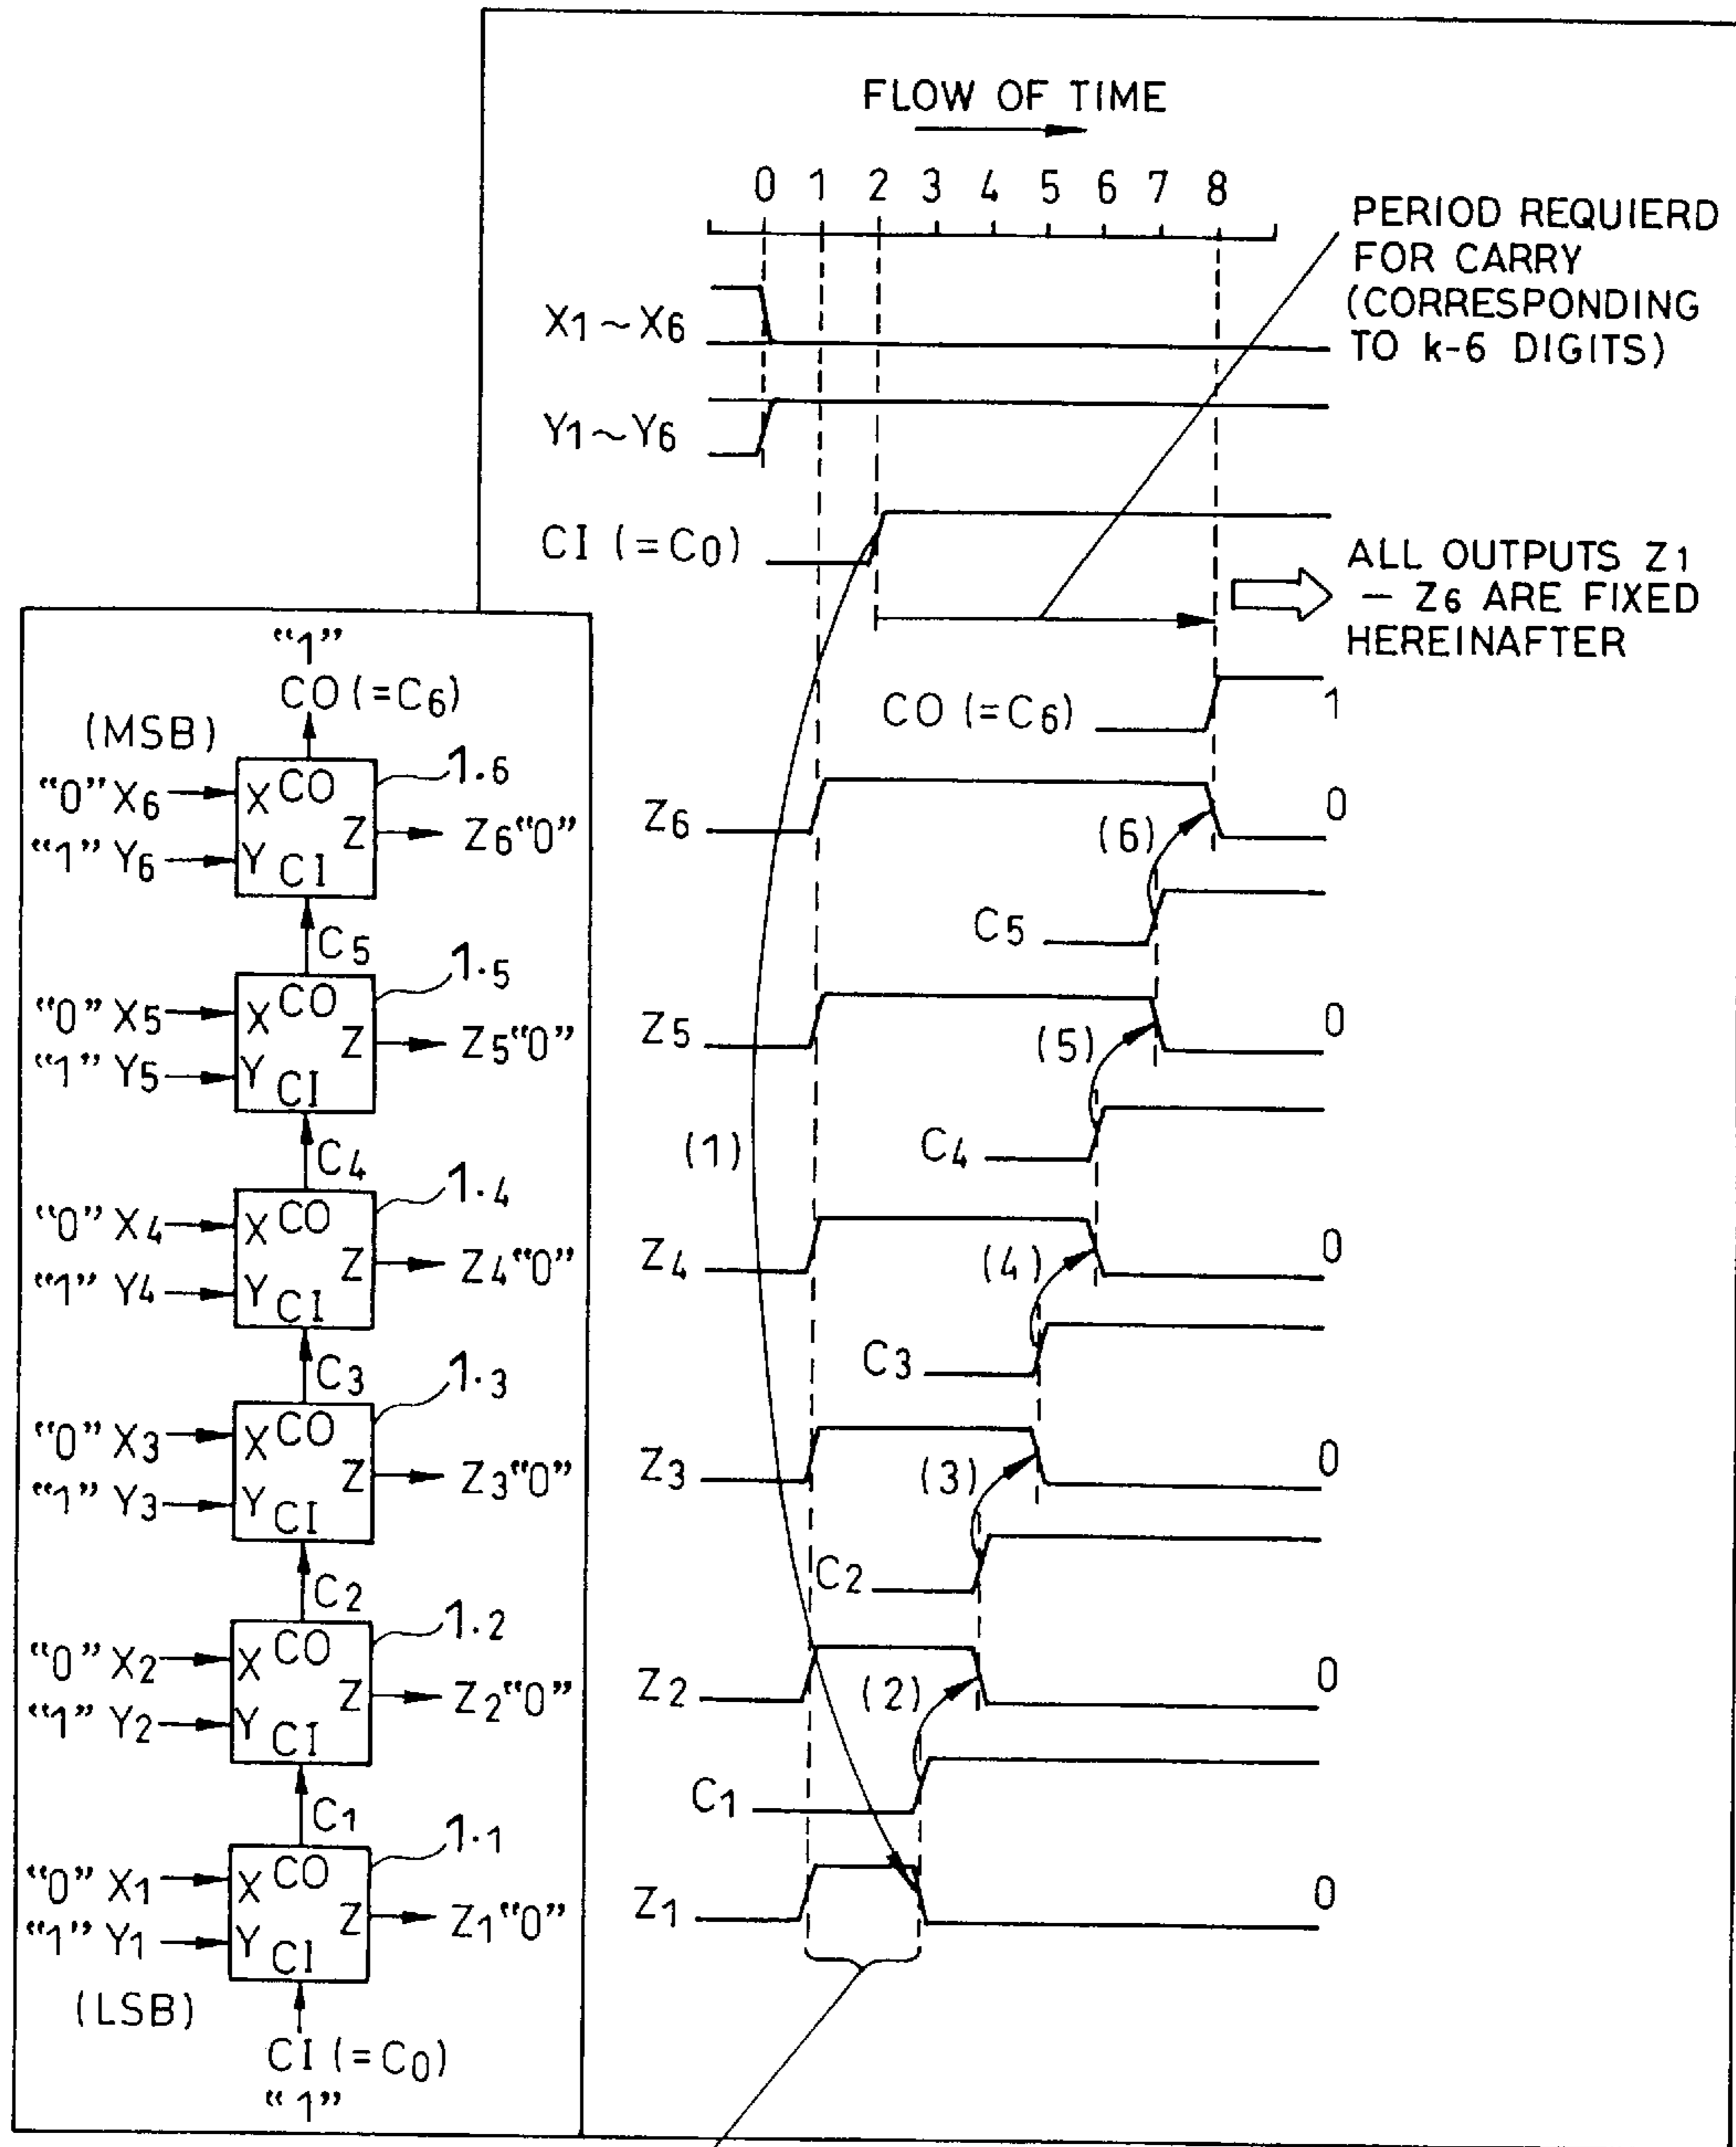 FLOW OF TIME
0 1 2 3 4 5 6 7 8
PERIOD REQUIERD
FOR CARRY
(CORRESPONDING
TO k-6 DIGITS)
X1~X6
Y1~Y6
CI (=C0)
ALL OUTPUTS Z1
— Z6 ARE FIXED
HEREINAFTER
CO (=C6) 1
Z6 0
(6)
C5
Z5 0
(5)
C4
(1)
Z4 0
(4)
C3
Z3 0
(3)
C2
Z2 0
(2)
C1
Z1 0
“1”
CO (=C6)
(MSB)
1.6
“0” X6 X CO
Z Z6 “0”
“1” Y6 Y CI
C5
1.5
“0” X5 X CO
Z Z5 “0”
“1” Y5 Y CI
C4
1.4
“0” X4 X CO
Z Z4 “0”
“1” Y4 Y CI
C3
1.3
“0” X3 X CO
Z Z3 “0”
“1” Y3 Y CI
C2
1.2
“0” X2 X CO
Z Z2 “0”
“1” Y2 Y CI
C1
1.1
“0” X1 X CO
Z Z1 “0”
“1” Y1 Y CI
(LSB)
CI (=C0)
“1”